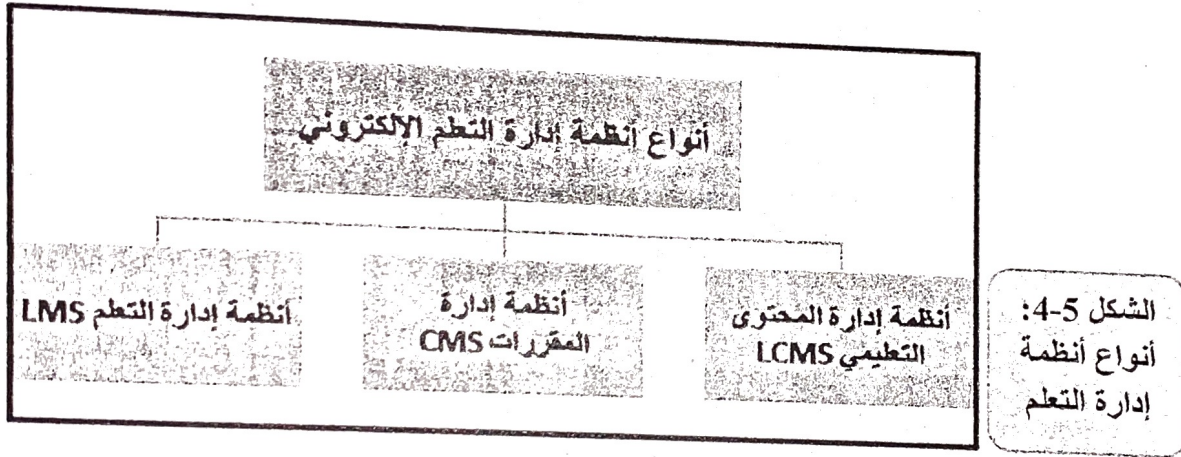 أنواع أنظمة إدارة التعلم الإلكتروني
أنظمة إدارة المحتوى
التعليمي LCMS
أنظمة إدارة
المقررات CMS
أنظمة إدارة التعلم LMS
الشكل 5-4:
أنواع أنظمة
إدارة التعلم